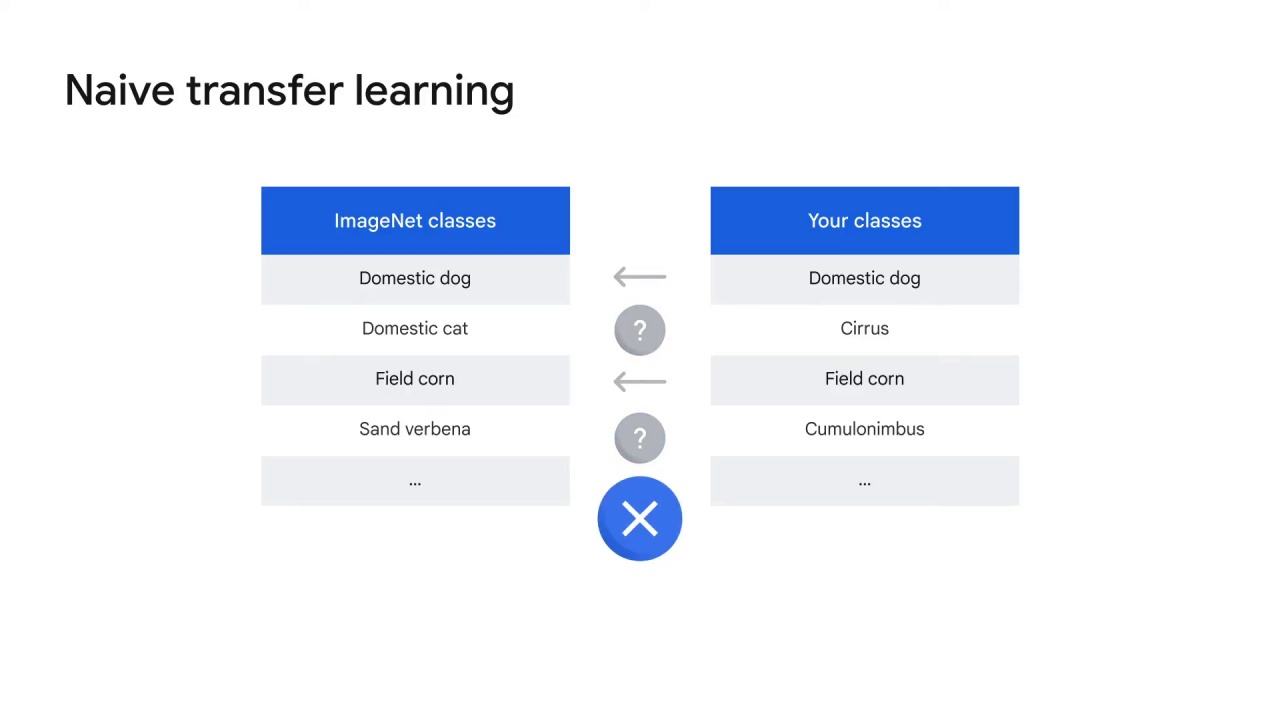 Naive transfer learning
ImageNet classes
Your classes
Domestic dog
Domestic dog
Domestic cat
?
Cirrus
Field corn
Field corn
Sand verbena
?
Cumulonimbus
...
...